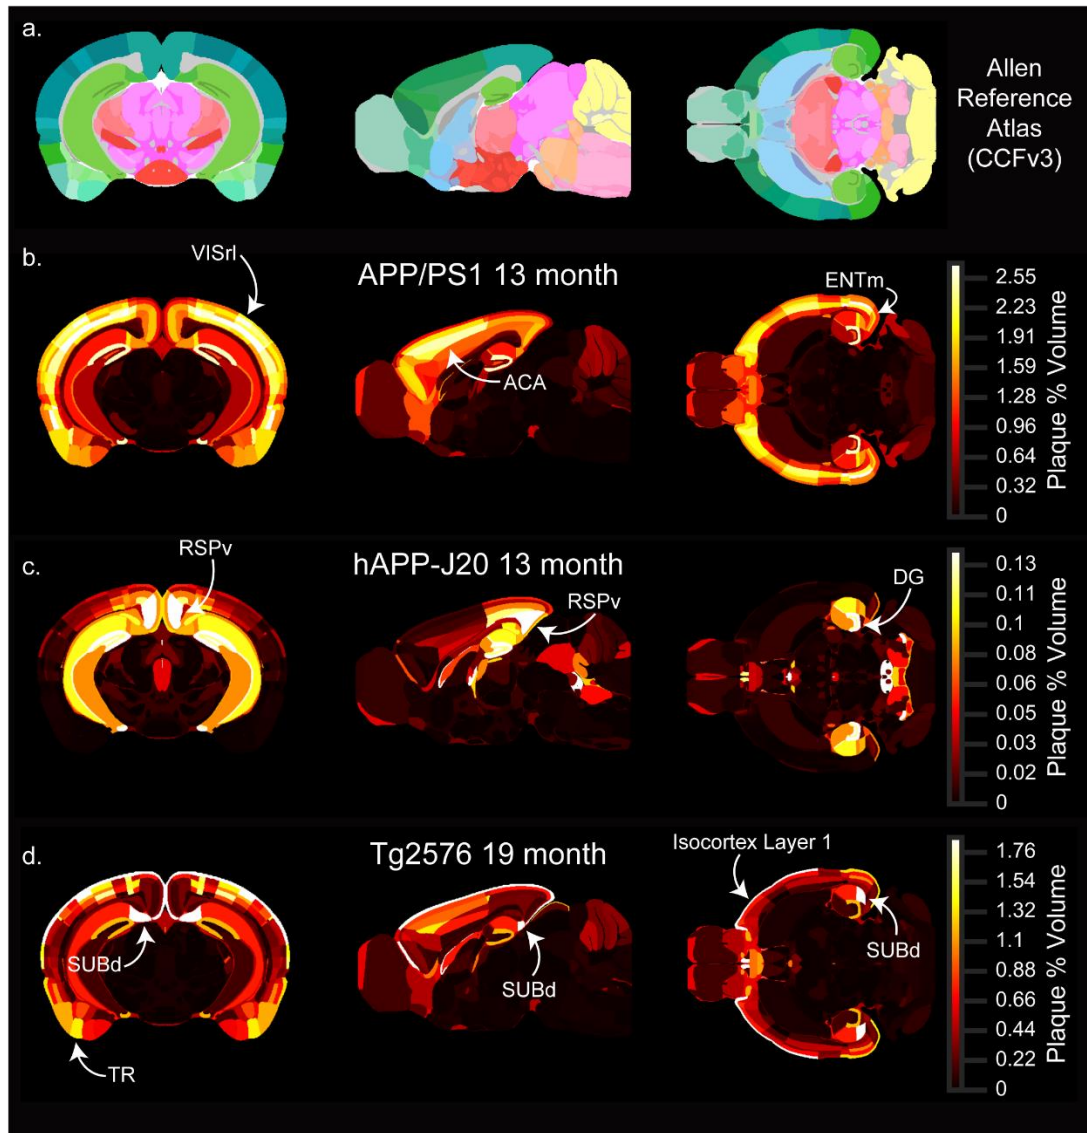 a.
Allen
Reference
Atlas
(CCFv3)
b.
VISrl
APP/PS1 13 month
ACA
ENTm
2.55
2.23
1.91
1.59
1.28
0.96
0.64
0.32
0
Plaque % Volume
c.
RSPv
hAPP-J20 13 month
RSPv
DG
0.13
0.11
0.1
0.08
0.06
0.05
0.03
0.02
0
Plaque % Volume
d.
Tg2576 19 month
Isocortex Layer 1
SUBd
SUBd
SUBd
TR
1.76
1.54
1.32
1.1
0.88
0.66
0.44
0.22
0
Plaque % Volume